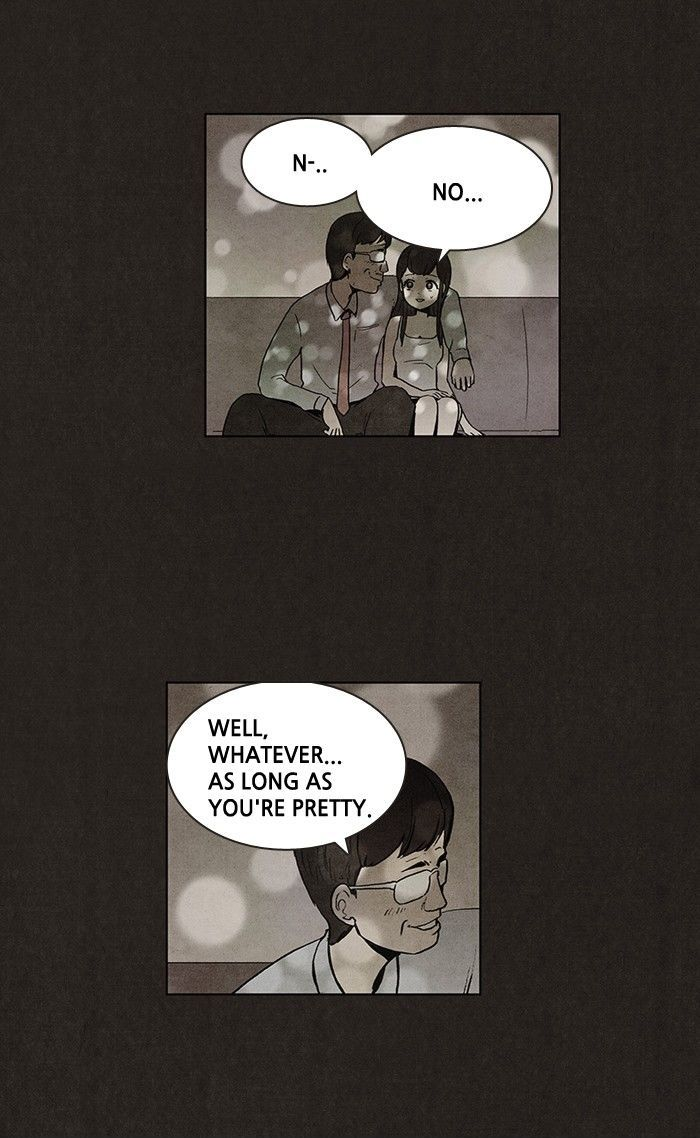 N-..
NO...
WELL,
WHATEVER...
AS LONG AS
YOU'RE PRETTY.